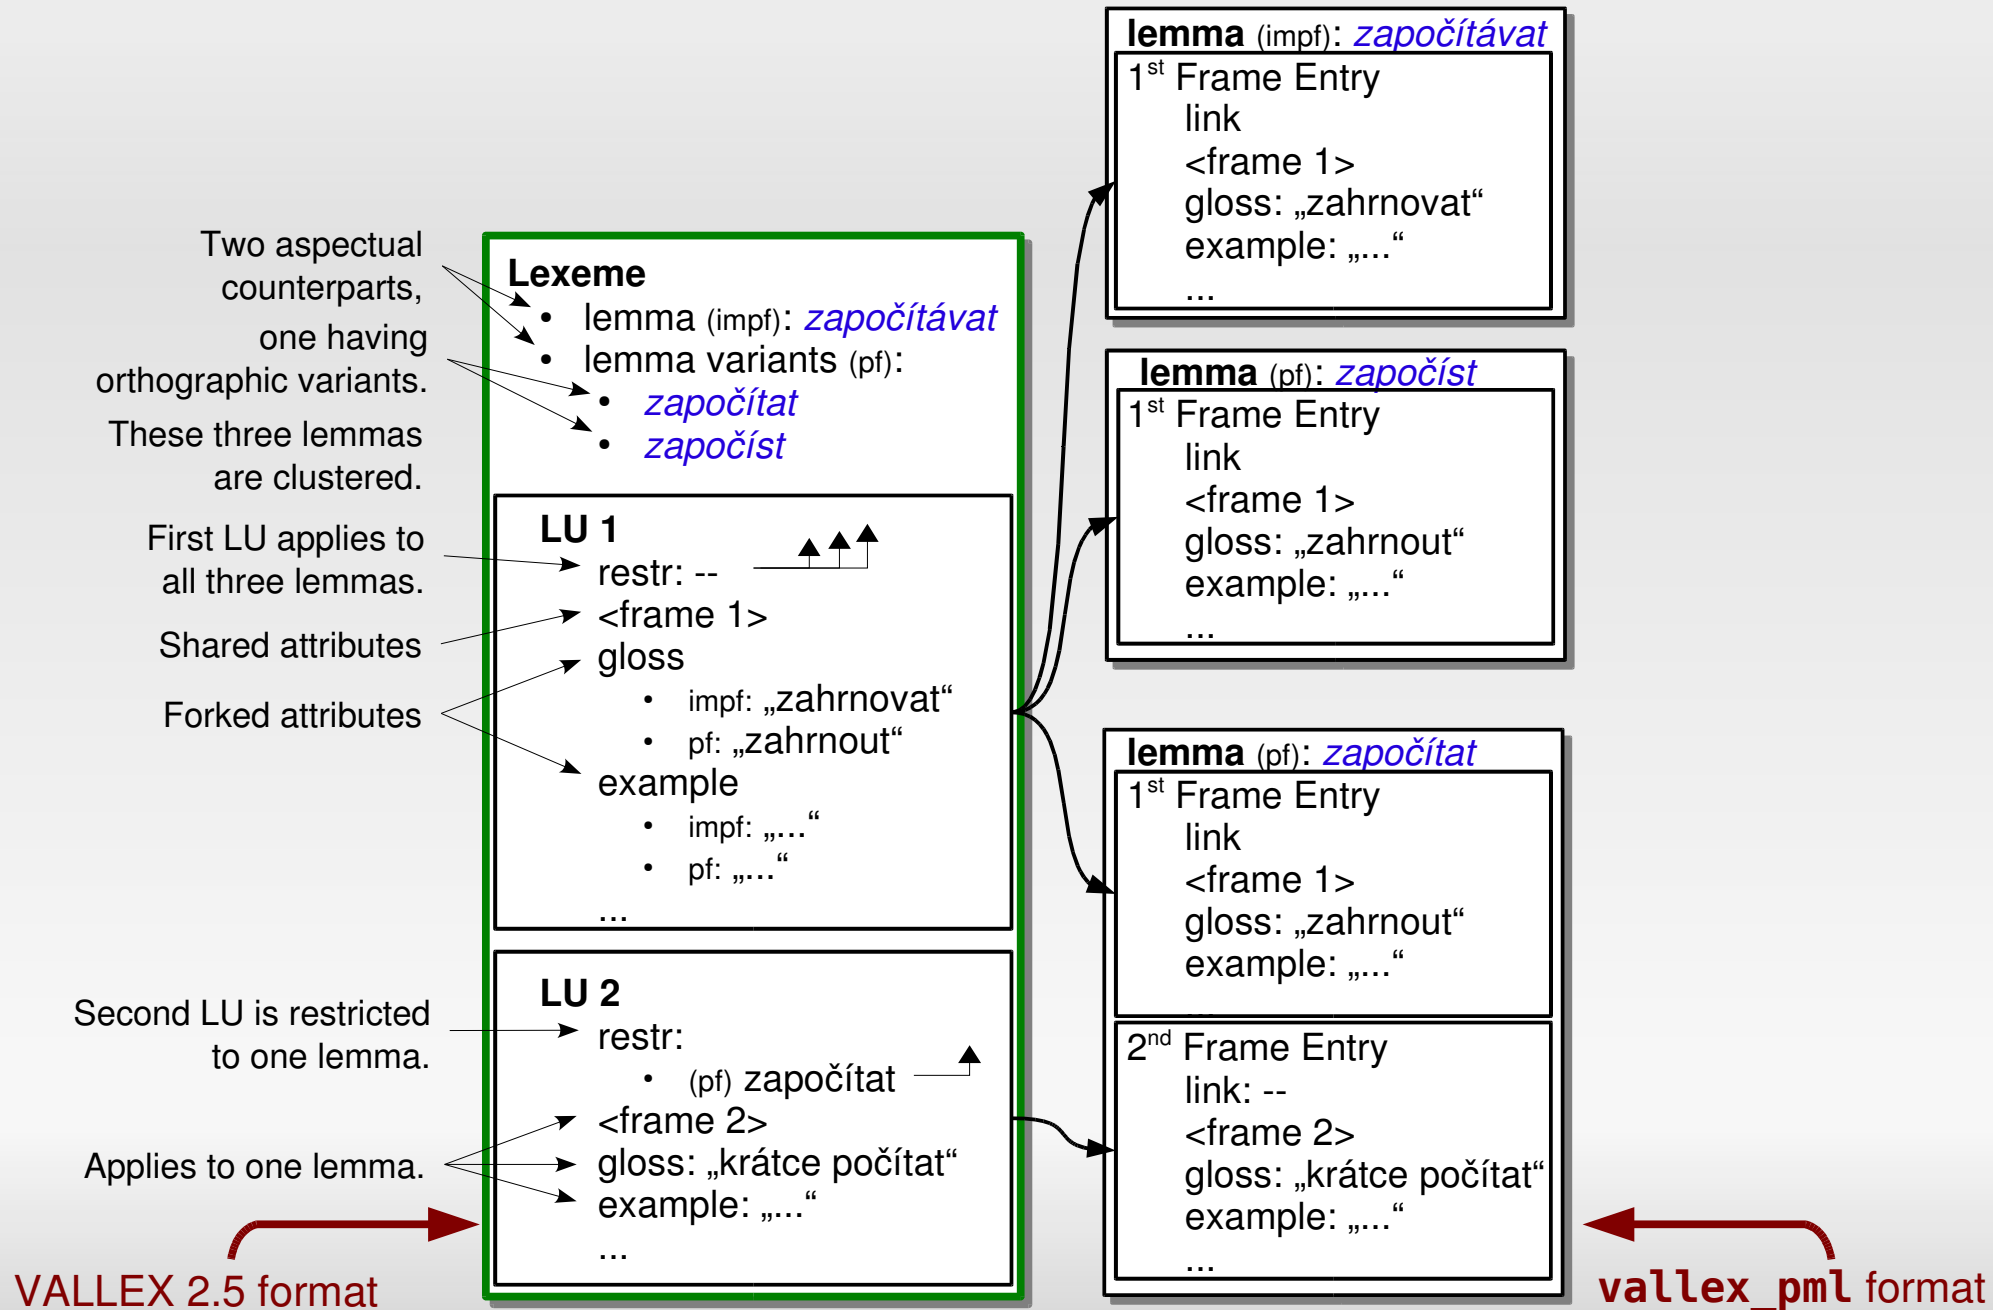 Two aspectual
counterparts,
one having
orthographic variants.
These three lemmas
are clustered.
First LU applies to
all three lemmas.
Shared attributes
Forked attributes
Second LU is restricted
to one lemma.
Applies to one lemma.
VALLEX 2.5 format
Lexeme
• lemma (impf): započítávat
• lemma variants (pf):
• započítat
• započíst
LU 1
restr: --
<frame 1>
gloss
• impf: „zahrnovat“
• pf: „zahrnout“
example
• impf: „...“
• pf: „...“
...
LU 2
restr:
• (pf) započítat
<frame 2>
gloss: „krátce počítat“
example: „...“
...
lemma (impf): započítávat
1st Frame Entry
link
<frame 1>
gloss: „zahrnovat“
example: „...“
...
lemma (pf): započíst
1st Frame Entry
link
<frame 1>
gloss: „zahrnout“
example: „...“
...
lemma (pf): započítat
1st Frame Entry
link
<frame 1>
gloss: „zahrnout“
example: „...“
...
2nd Frame Entry
link: --
<frame 2>
gloss: „krátce počítat“
example: „...“
...
vallex_pml format